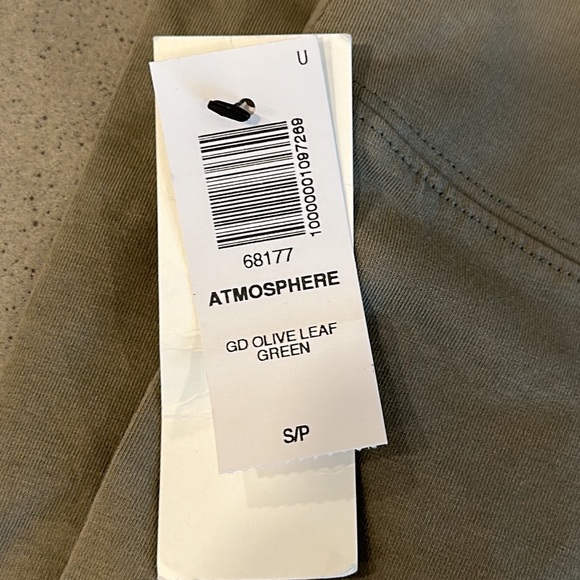 U
10000001097269
68177
ATMOSPHERE
GD OLIVE LEAF
GREEN
S/P